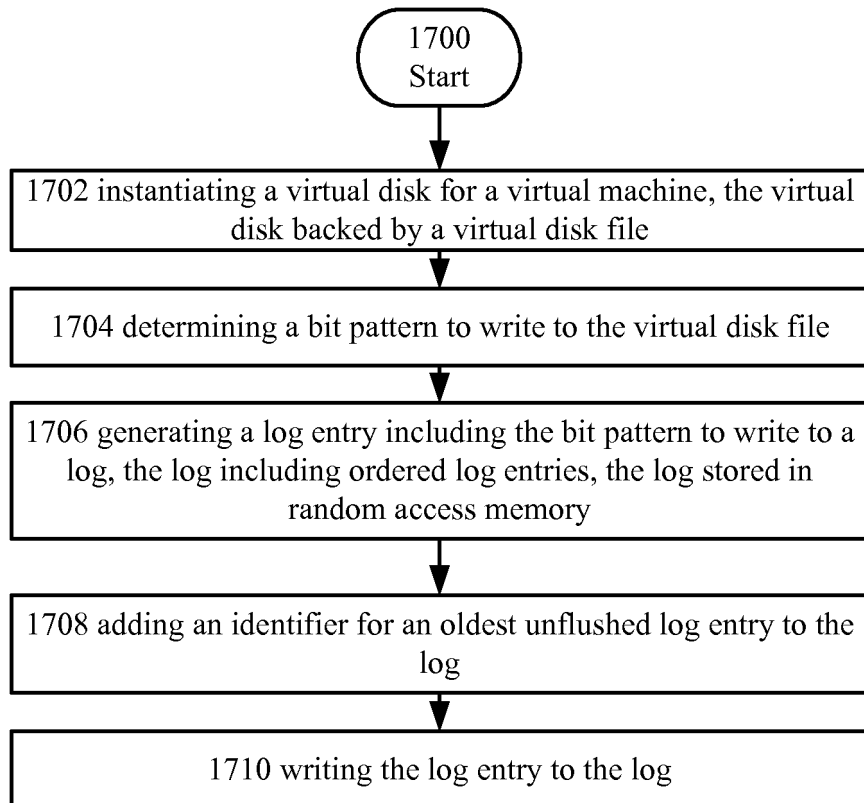 1700
Start
1702 instantiating a virtual disk for a virtual machine, the virtual
disk backed by a virtual disk file
1704 determining a bit pattern to write to the virtual disk file
1706 generating a log entry including the bit pattern to write to a
log, the log including ordered log entries, the log stored in
random access memory
1708 adding an identifier for an oldest unflushed log entry to the
log
1710 writing the log entry to the log